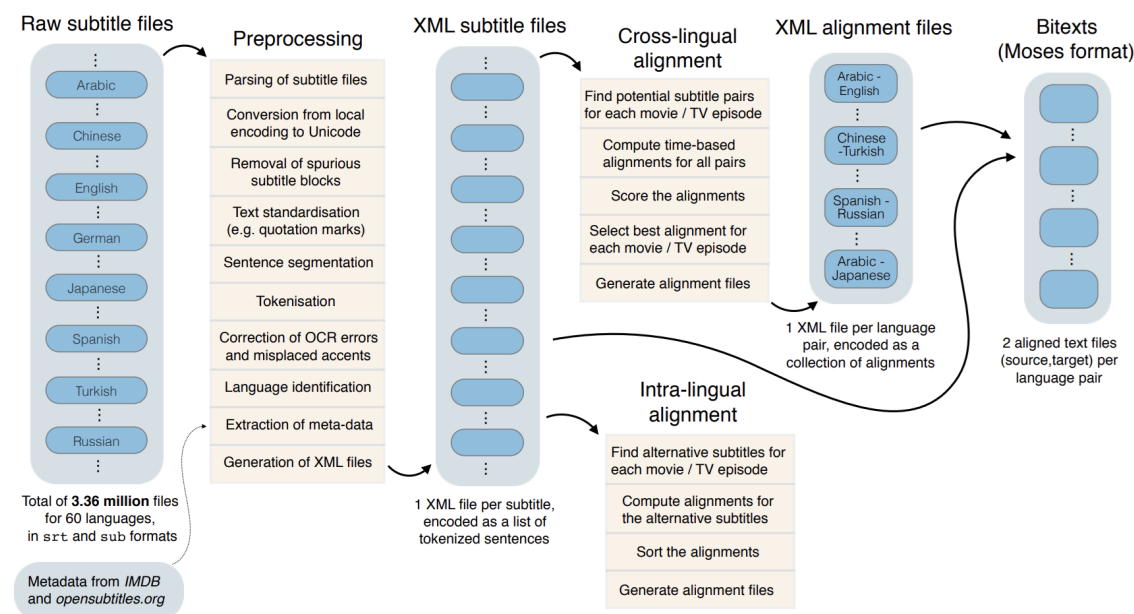 Raw subtitle files
⋮
Arabic
⋮
Chinese
⋮
English
⋮
German
⋮
Japanese
⋮
Spanish
⋮
Turkish
⋮
Russian
⋮
Total of 3.36 million files
for 60 languages,
in srt and sub formats
Metadata from IMDB
and opensubtitles.org
Preprocessing
Parsing of subtitle files
Conversion from local
encoding to Unicode
Removal of spurious
subtitle blocks
Text standardisation
(e.g. quotation marks)
Sentence segmentation
Tokenisation
Correction of OCR errors
and misplaced accents
Language identification
Extraction of meta-data
Generation of XML files
XML subtitle files
⋮
⋮
⋮
⋮
⋮
⋮
⋮
⋮
⋮
1 XML file per subtitle,
encoded as a list of
tokenized sentences
Cross-lingual
alignment
Find potential subtitle pairs
for each movie / TV episode
Compute time-based
alignments for all pairs
Score the alignments
Select best alignment for
each movie / TV episode
Generate alignment files
Intra-lingual
alignment
Find alternative subtitles for
each movie / TV episode
Compute alignments for
the alternative subtitles
Sort the alignments
Generate alignment files
XML alignment files
Arabic -
English
⋮
Chinese
-Turkish
⋮
Spanish -
Russian
⋮
Arabic -
Japanese
1 XML file per language
pair, encoded as a
collection of alignments
Bitexts
(Moses format)
⋮
⋮
⋮
2 aligned text files
(source,target) per
language pair